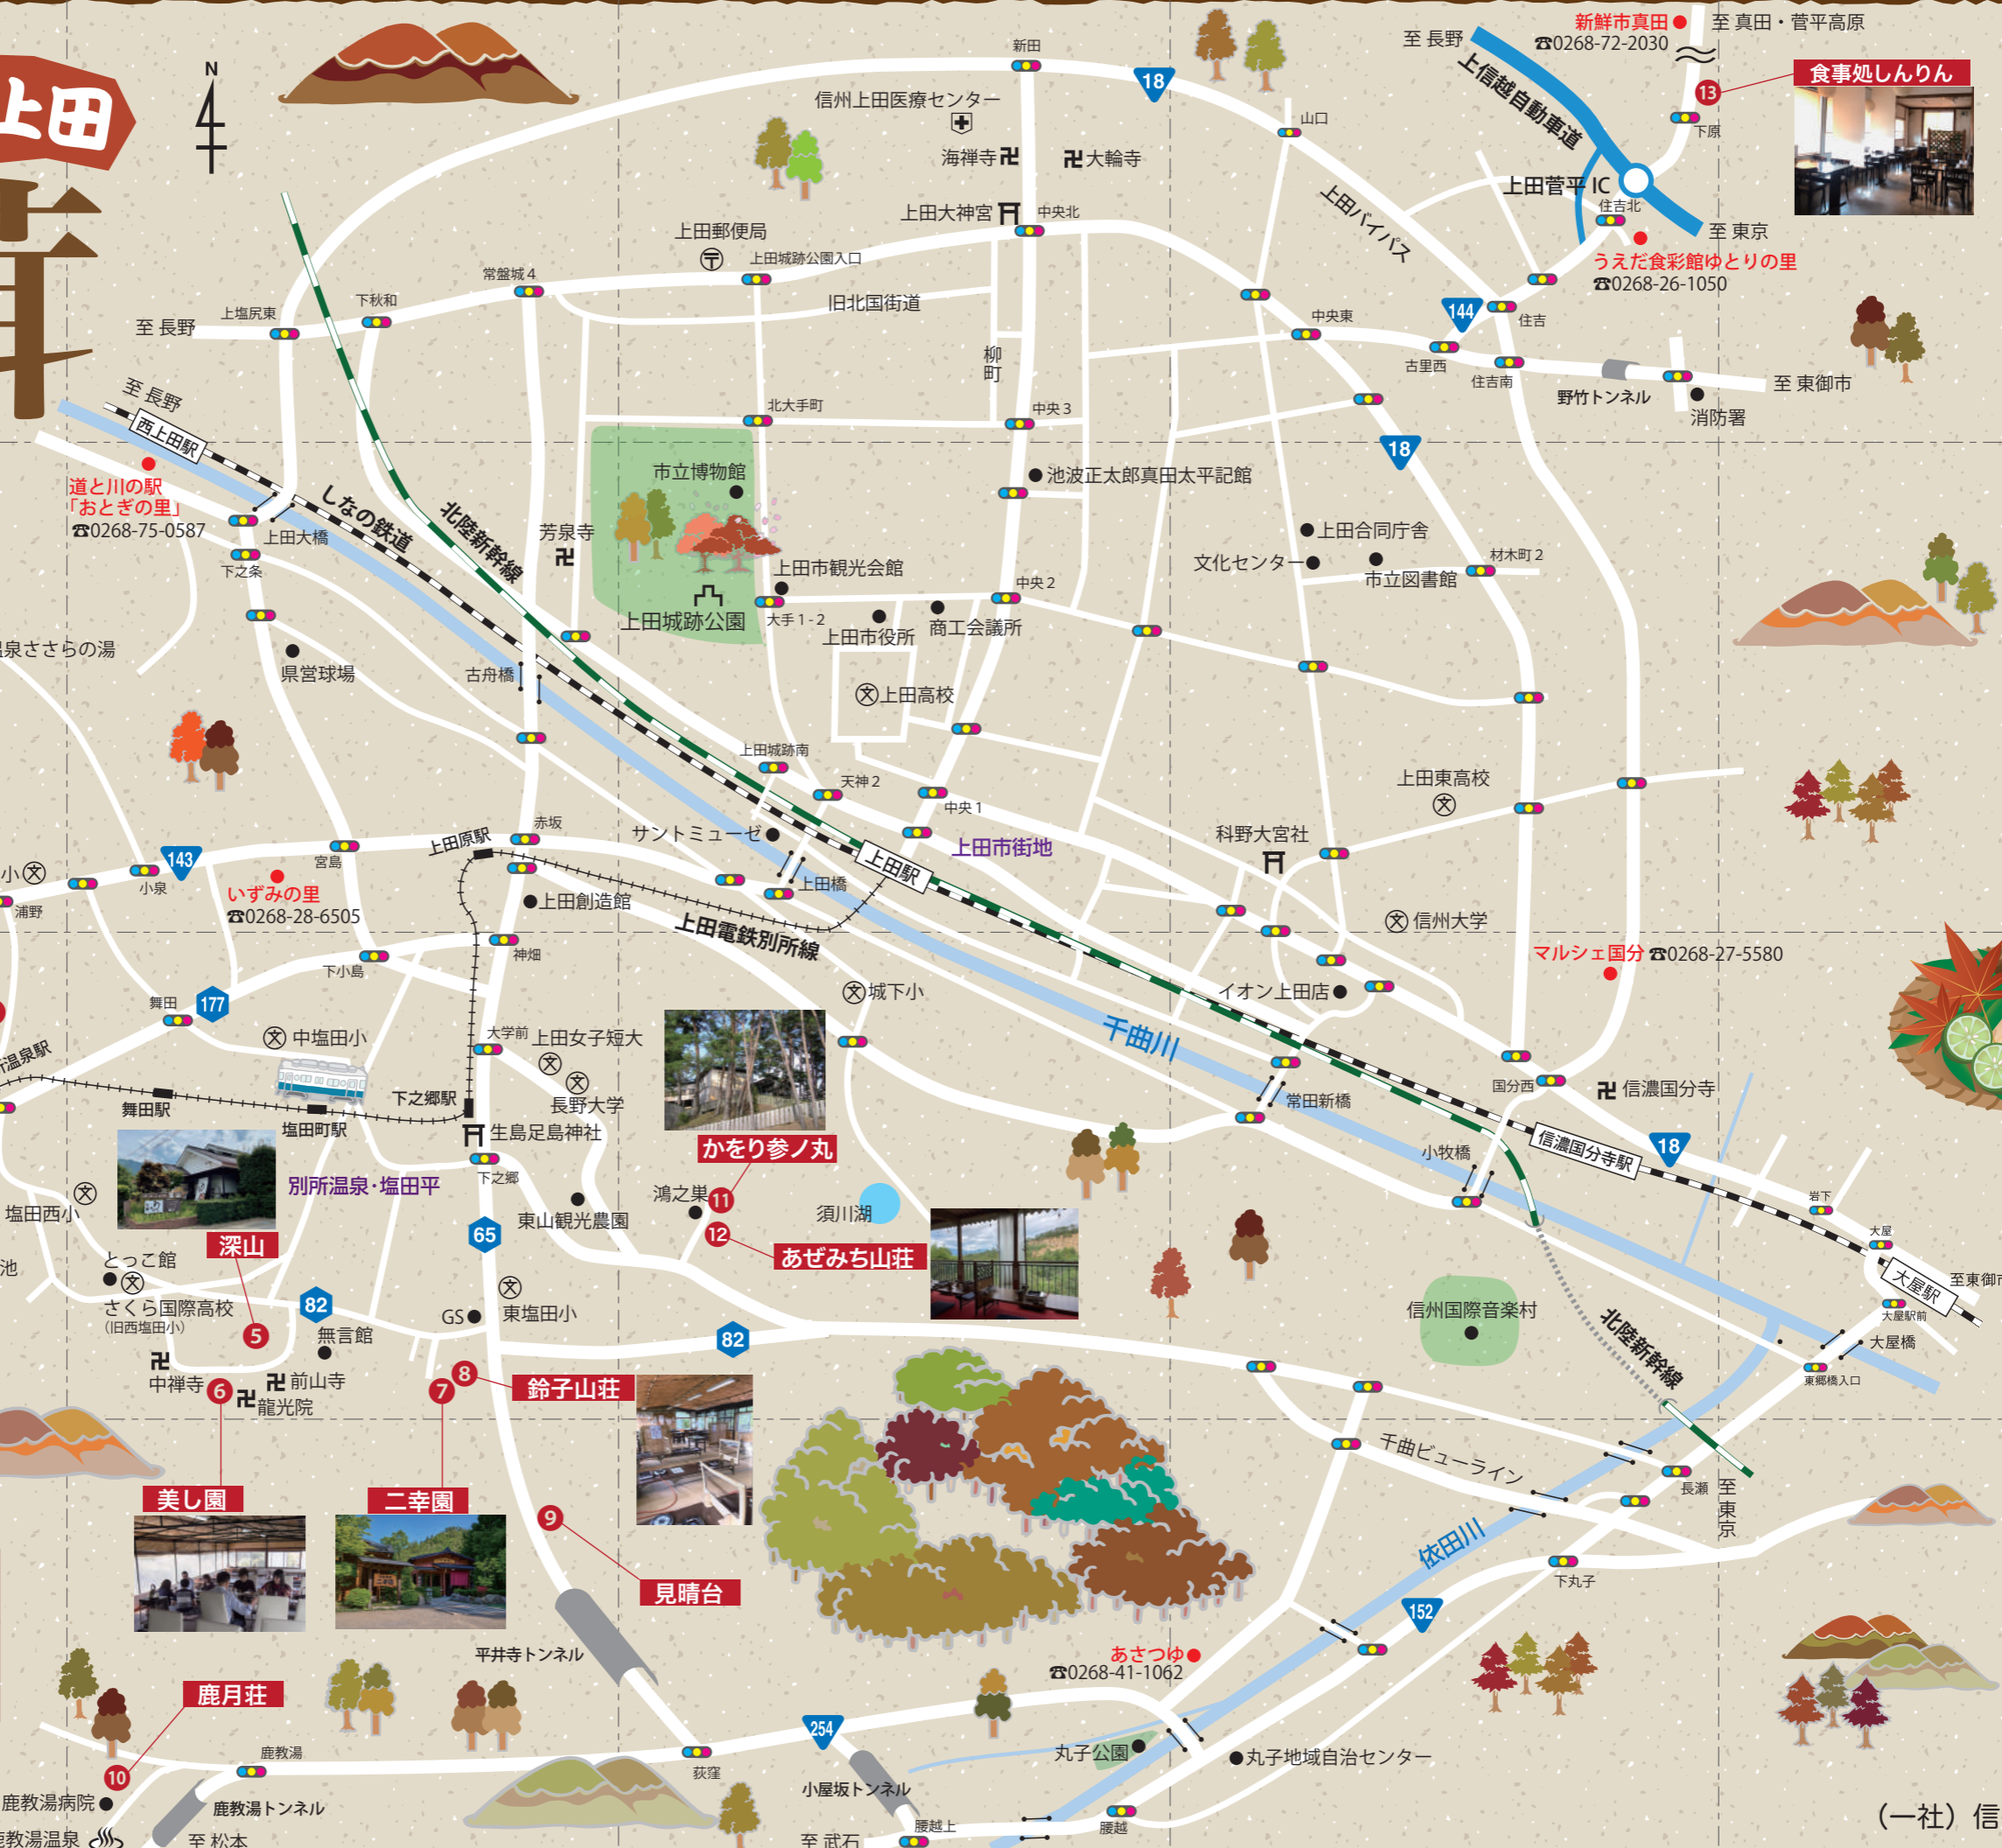 上田
N
新田
18
信州上田医療センター
海禅寺
大輪寺
上田大神宮
中央北
上田郵便局
上田城跡公園入口
常盤城4
旧北国街道
上塩尻東
下秋和
至 長野
柳町
北大手町
中央3
至 長野
上信越自動車道
新鮮市真田
☎0268-72-2030
至 真田・菅平高原
13
食事処しんりん
下原
山口
上田菅平 IC
住吉北
至 東京
上田バイパス
うえだ食彩館ゆとりの里
☎0268-26-1050
144
住吉
中央東
古里西
住吉南
野竹トンネル
至 東御市
消防署
18
至 長野
西上田駅
道と川の駅
「おとぎの里」
☎0268-75-0587
しなの鉄道
北陸新幹線
上田大橋
下之条
市立博物館
芳泉寺
上田市観光会館
上田城跡公園
大手1-2
上田市役所
商工会議所
中央2
池波正太郎真田太平記館
上田合同庁舎
文化センター
市立図書館
材木町2
温泉ささらの湯
県営球場
古舟橋
上田高校
上田城跡南
天神2
中央1
上田東高校
科野大宮社
サントミューゼ
上田市街地
上田駅
上田橋
赤坂
上田原駅
宮島
143
小泉
小
浦野
いずみの里
☎0268-28-6505
上田創造館
上田電鉄別所線
信州大学
マルシェ国分 ☎0268-27-5580
神畑
下小島
舞田
177
城下小
イオン上田店
千曲川
中塩田小
大学前
上田女子短大
長野大学
所温泉駅
舞田駅
塩田町駅
下之郷駅
生島足島神社
下之郷
かをり参ノ丸
国分西
信濃国分寺
常田新橋
小牧橋
信濃国分寺駅
18
岩下
大屋
大屋駅
至東御市
大屋駅前
大屋橋
東郷橋入口
塩田西小
別所温泉・塩田平
深山
65
東山観光農園
鴻之巣
11
12
須川湖
あぜみち山荘
とっこ館
池
さくら国際高校
（旧西塩田小）
5
82
無言館
GS
東塩田小
82
信州国際音楽村
北陸新幹線
中禅寺
6
前山寺
龍光院
7
8
鈴子山荘
千曲ビューライン
長瀬
至東京
美し園
二幸園
9
見晴台
依田川
下丸子
152
平井寺トンネル
あさつゆ
☎0268-41-1062
鹿月荘
10
鹿教湯
254
荻窪
丸子公園
丸子地域自治センター
鹿教湯病院
鹿教湯トンネル
小屋坂トンネル
鹿教湯温泉
至 松本
至 武石
腰越上
腰越
（一社）信